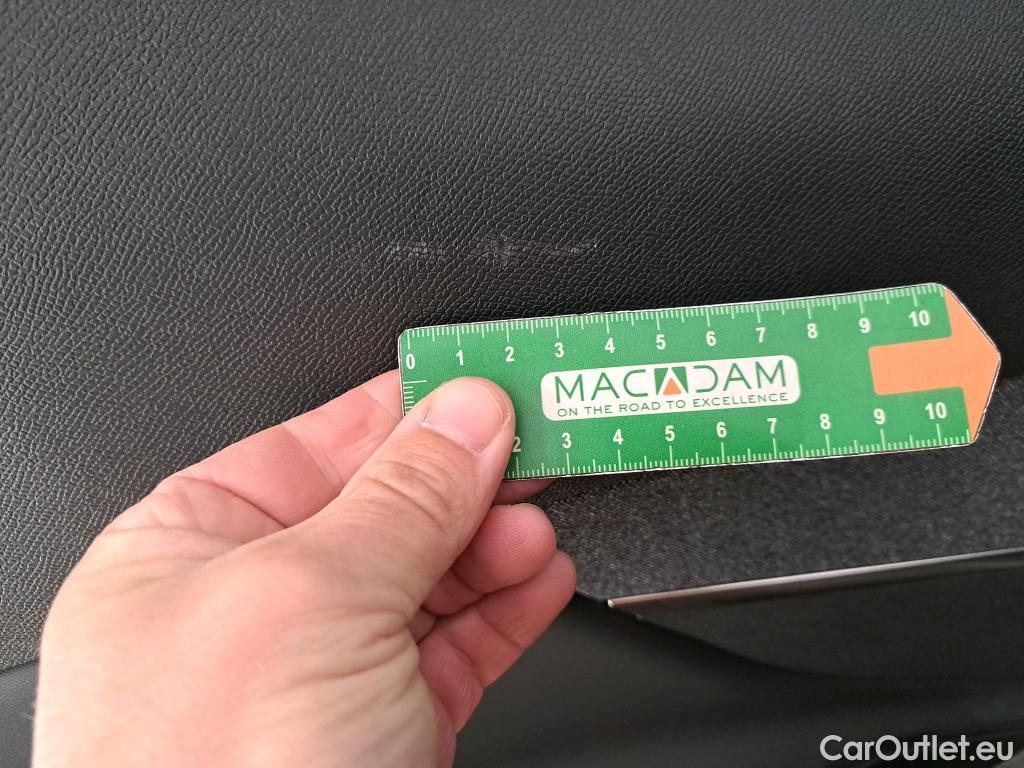 0 1 2 3 4 5 6 7 8 9 10
MACADAM
ON THE ROAD TO EXCELLENCE
2 3 4 5 6 7 8 9 10
CarOutlet.eu